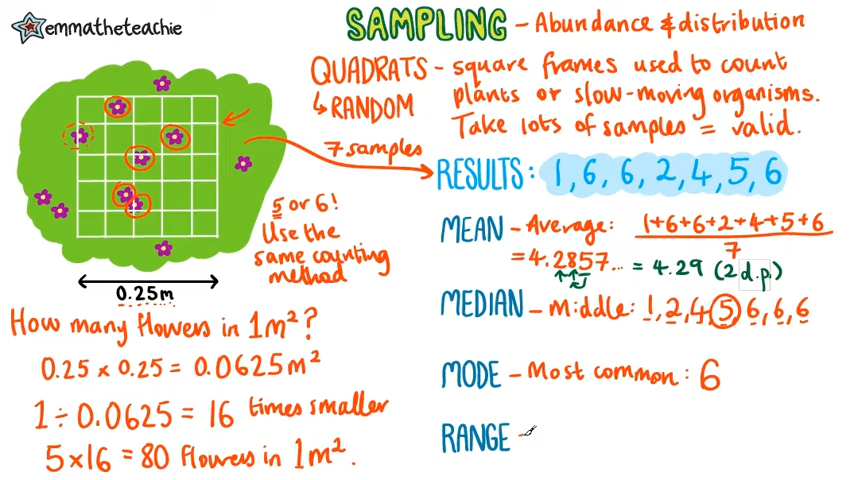 emmatheteachie
SAMPLING - Abundance & distribution
QUADRATS - square frames used to count
↳ RANDOM plants or slow-moving organisms.
Take lots of samples = valid.
7 samples
RESULTS: 1, 6, 6, 2, 4, 5, 6
5 or 6!
Use the
same counting
method
0.25m
MEAN - Average: 1+6+6+2+4+5+6
7
= 4.2857... = 4.29 (2 d.p.)
MEDIAN - Middle: 1, 2, 4, 5, 6, 6, 6
MODE - Most common: 6
RANGE -
How many flowers in 1m²?
0.25 × 0.25 = 0.0625m²
1 ÷ 0.0625 = 16 times smaller
5×16 = 80 flowers in 1m².